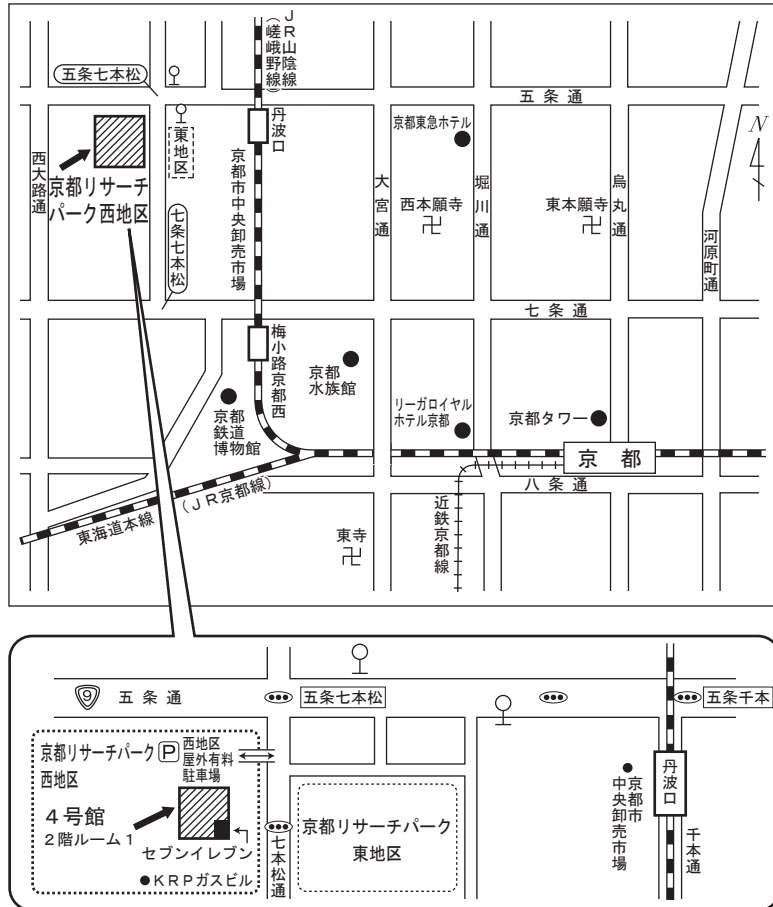 JR山陰線
(嵯峨野線)
五条七本松
五条通
丹波口
京都東急ホテル
N
東地区
西大路通
京都リサーチ
パーク西地区
京都市中央卸売市場
大宮通
西本願寺
卍
堀川通
東本願寺
卍
烏丸通
河原町通
七条七本松
七条通
梅小路京都西
京都
水族館
京都
鉄道
博物館
リーガロイヤル
ホテル京都
京都タワー
京都
八条通
東海道本線
(JR京都線)
近鉄京都線
東寺
卍
9
五条通
五条七本松
五条千本
京都リサーチパーク
西地区
P
西地区
屋外有料
駐車場
4号館
2階ルーム1
セブンイレブン
●KRPガスビル
七本松通
京都リサーチパーク
東地区
京都市
中央卸売市場
丹波口
千本通